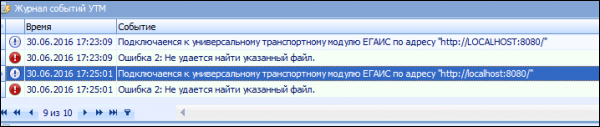 Журнал событий УТМ
Время Событие
30.06.2016 17:23:09 Подключаемся к универсальному транспортному модулю ЕГАИС по адресу "http://LOCALHOST:8080/"
30.06.2016 17:23:09 Ошибка 2: Не удается найти указанный файл.
30.06.2016 17:25:01 Подключаемся к универсальному транспортному модулю ЕГАИС по адресу "http://localhost:8080/"
30.06.2016 17:25:01 Ошибка 2: Не удается найти указанный файл.
9 из 10